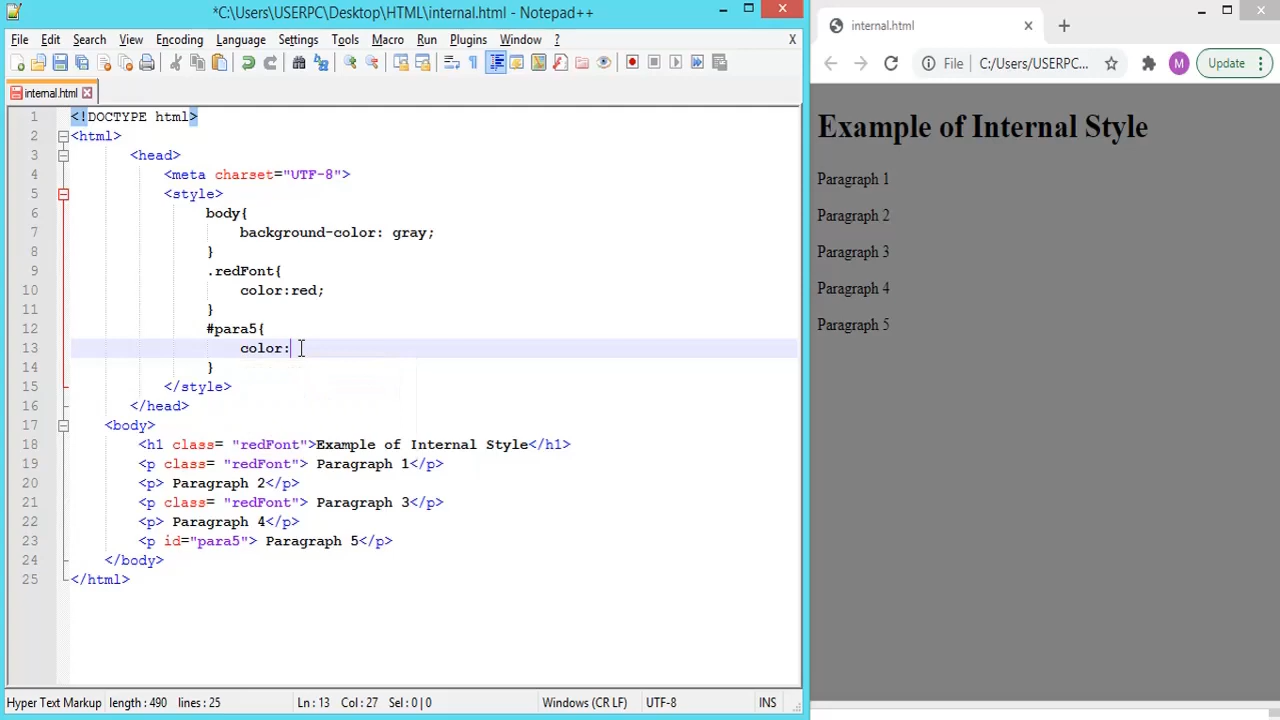 *C:\Users\USERPC\Desktop\HTML\internal.html - Notepad++
File Edit Search View Encoding Language Settings Tools Macro Run Plugins Window ? X
internal.html
1 <!DOCTYPE html>
2 <html>
3 <head>
4 <meta charset="UTF-8">
5 <style>
6 body{
7 background-color: gray;
8 }
9 .redFont{
10 color:red;
11 }
12 #para5{
13 color:
14 }
15 </style>
16 </head>
17 <body>
18 <h1 class= "redFont">Example of Internal Style</h1>
19 <p class= "redFont"> Paragraph 1</p>
20 <p> Paragraph 2</p>
21 <p class= "redFont"> Paragraph 3</p>
22 <p> Paragraph 4</p>
23 <p id="para5"> Paragraph 5</p>
24 </body>
25 </html>
Hyper Text Markup length : 490 lines : 25 Ln : 13 Col : 27 Sel : 0 | 0 Windows (CR LF) UTF-8 INS
internal.html
File C:/Users/USERPC... M Update
Example of Internal Style
Paragraph 1
Paragraph 2
Paragraph 3
Paragraph 4
Paragraph 5